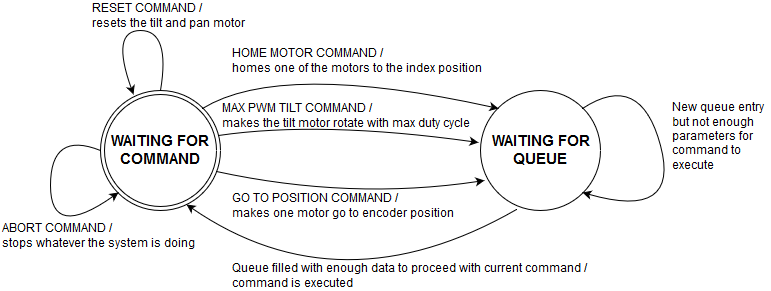 RESET COMMAND /
resets the tilt and pan motor
HOME MOTOR COMMAND /
homes one of the motors to the index position
MAX PWM TILT COMMAND /
makes the tilt motor rotate with max duty cycle
New queue entry
but not enough
parameters for
command to
execute
WAITING FOR
COMMAND
WAITING FOR
QUEUE
GO TO POSITION COMMAND /
makes one motor go to encoder position
ABORT COMMAND /
stops whatever the system is doing
Queue filled with enough data to proceed with current command /
command is executed